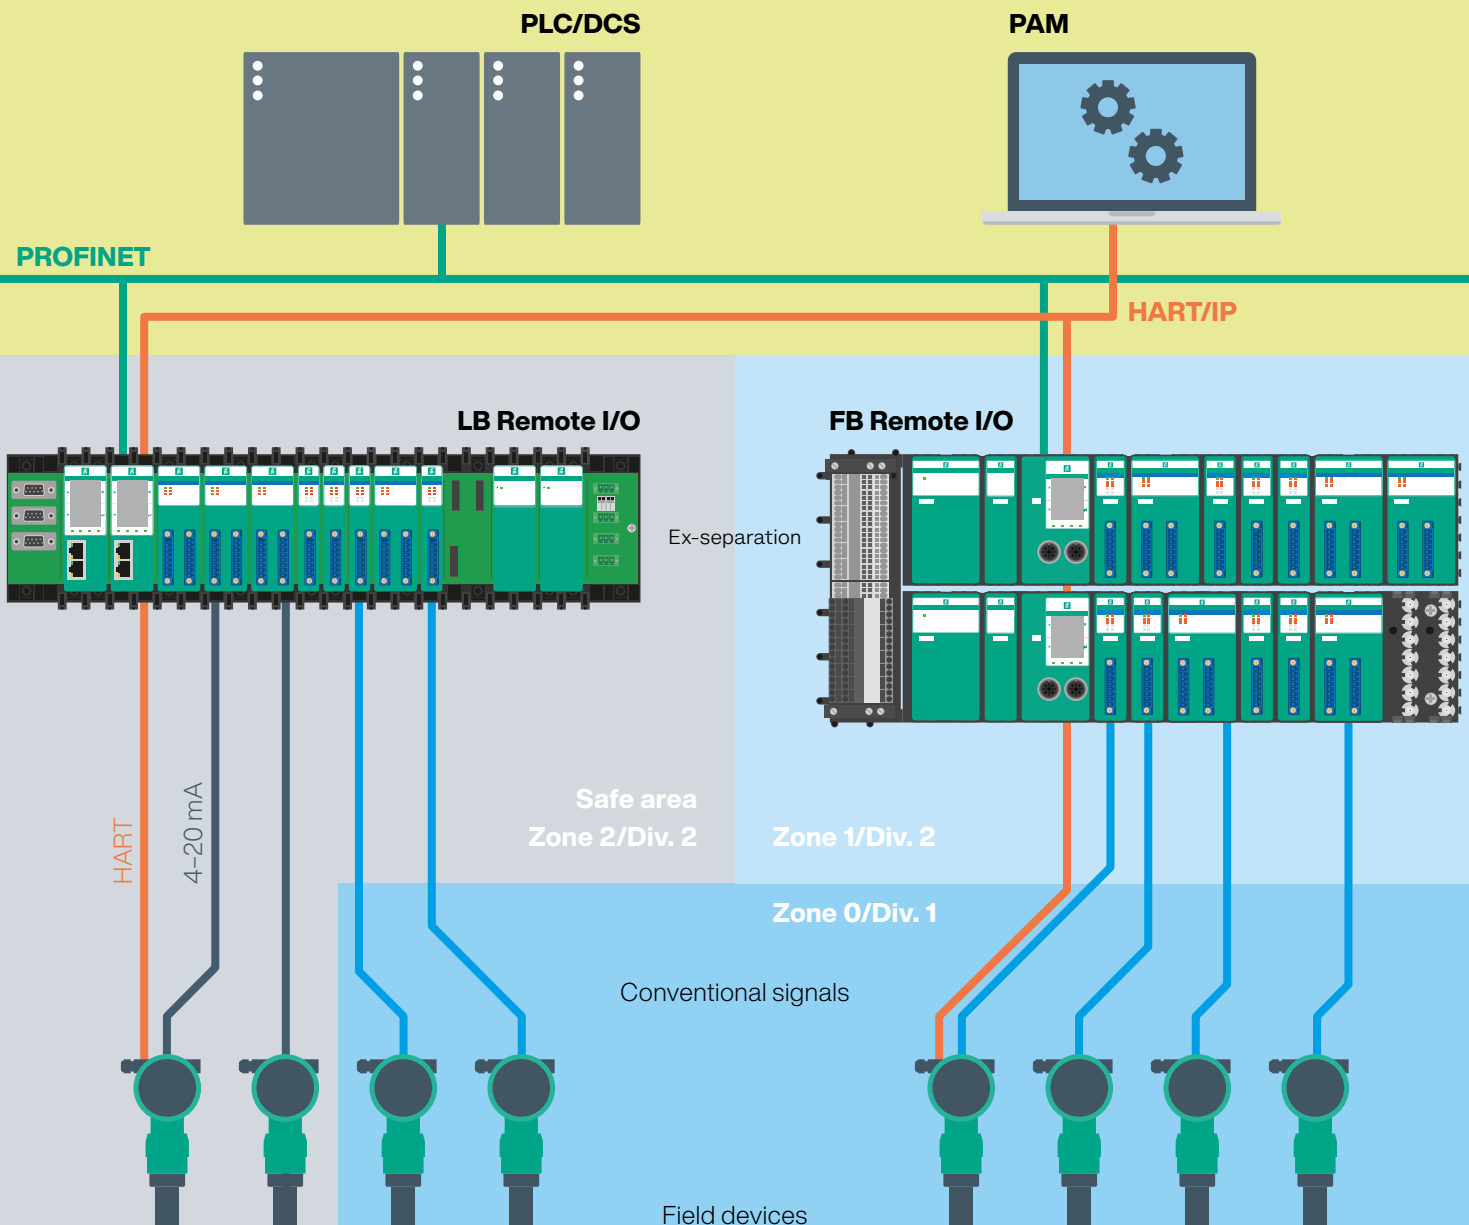 PLC/DCS
PAM
PROFINET
HART/IP
LB Remote I/O
FB Remote I/O
Ex-separation
Safe area
Zone 2/Div. 2
Zone 1/Div. 2
HART
4–20 mA
Zone 0/Div. 1
Conventional signals
Field devices